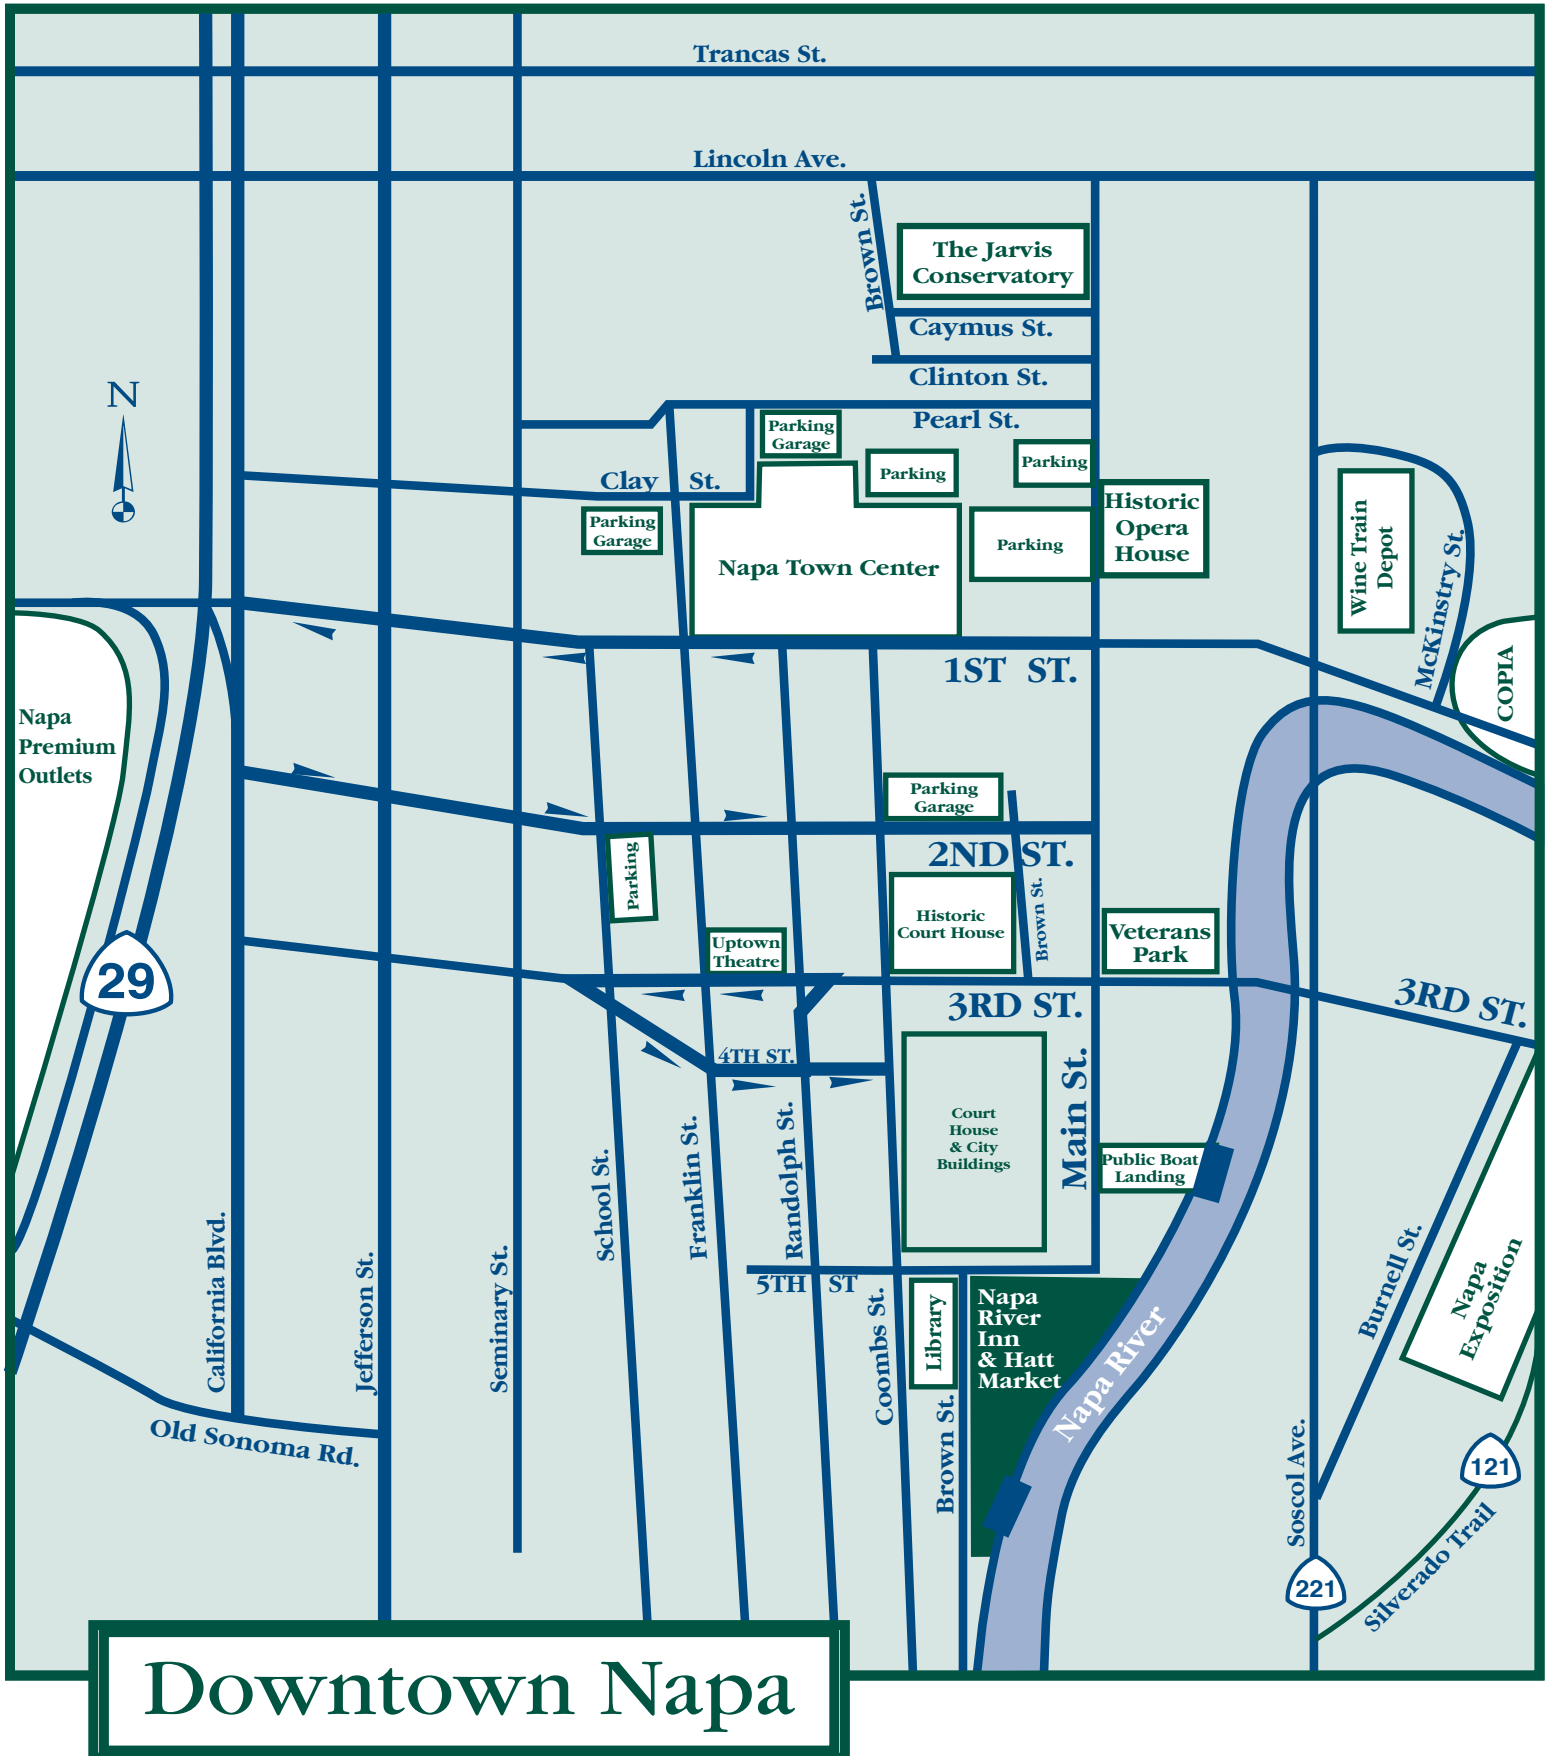 Trancas St.
Lincoln Ave.
Brown St.
The Jarvis
Conservatory
Caymus St.
Clinton St.
N
Pearl St.
Parking
Garage
Parking
Parking
Clay St.
Parking
Garage
Napa Town Center
Parking
Historic
Opera
House
Wine Train
Depot
McKinstry St.
COPIA
1ST ST.
Napa
Premium
Outlets
Parking
Garage
2ND ST.
Parking
Historic
Court House
Brown St.
Veterans
Park
Uptown
Theatre
29
3RD ST.
3RD ST.
4TH ST.
Court
House
& City
Buildings
Main St.
Public Boat
Landing
School St.
Franklin St.
Randolph St.
California Blvd.
Jefferson St.
Seminary St.
5TH ST
Coombs St.
Library
Brown St.
Napa
River
Inn
& Hatt
Market
Napa River
Burnell St.
Napa
Exposition
Old Sonoma Rd.
Soscol Ave.
121
Silverado Trail
221
Downtown Napa